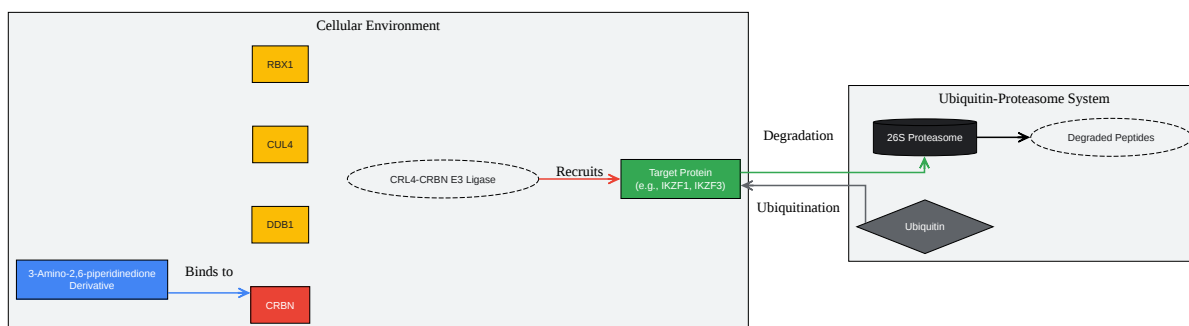 Cellular Environment
RBX1
CUL4
DDB1
CRBN
3-Amino-2,6-piperidinedione
Derivative
Binds to
CRL4-CRBN E3 Ligase
Recruits
Target Protein
(e.g., IKZF1, IKZF3)
Degradation
Ubiquitination
Ubiquitin-Proteasome System
26S Proteasome
Degraded Peptides
Ubiquitin